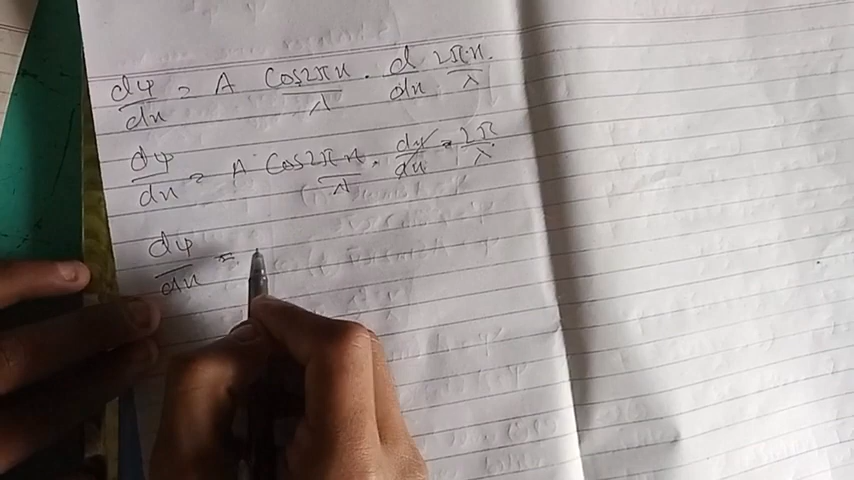 dψ/dx = A Cos2πx/λ . d/dx 2πx/λ.
dψ/dx = A Cos2πx/λ . dx/dx . 2π/λ
dψ/dx =